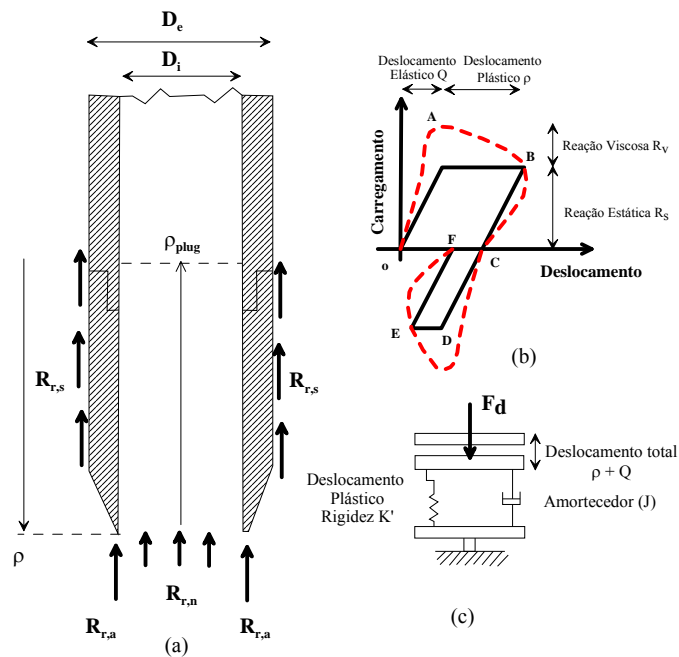 Dₑ
Dᵢ
ρplug
Rr,s
Rr,s
ρ
Rr,n
Rr,a
Rr,a
(a)
Deslocamento
Elástico Q
Deslocamento
Plástico ρ
A
B
Carregamento
Reação Viscosa RV
Reação Estática RS
g
F
o
C
Deslocamento
E
D
(b)
Fd
Deslocamento total
ρ + Q
Deslocamento
Plástico
Rigidez K'
Amortecedor (J)
(c)